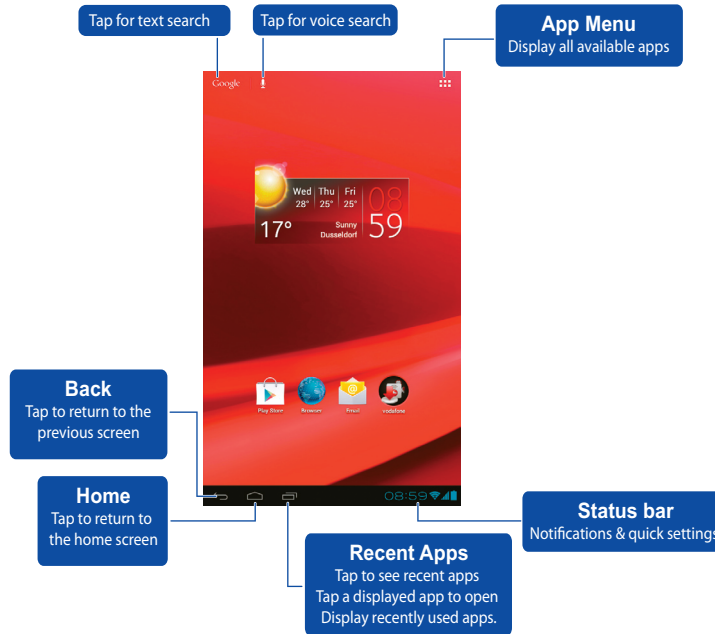 Tap for text search
Tap for voice search
App Menu
Display all available apps
Google
Wed Thu Fri
28° 25° 25°
08
17°
Sunny
Dusseldorf
59
Play Store Browser Email vodafone
Back
Tap to return to the
previous screen
Home
Tap to return to
the home screen
08:59
Status bar
Notifications & quick settings
Recent Apps
Tap to see recent apps
Tap a displayed app to open
Display recently used apps.